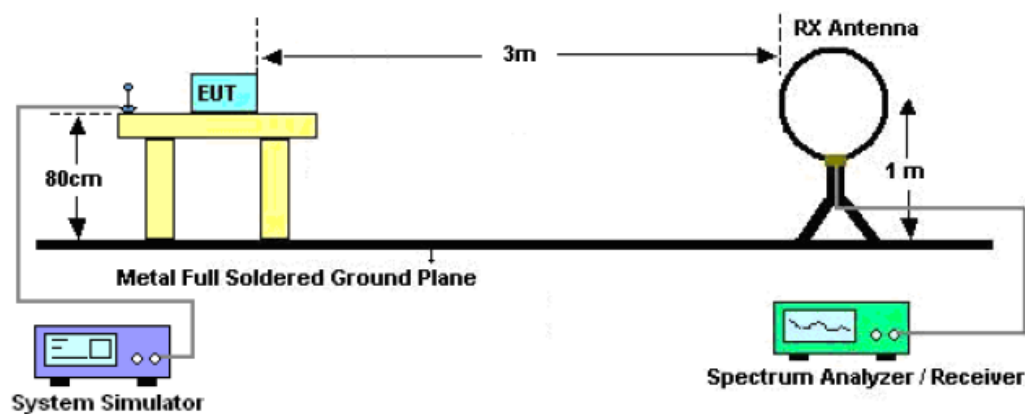 RX Antenna
3m
EUT
80cm
1 m
Metal Full Soldered Ground Plane
System Simulator
Spectrum Analyzer / Receiver